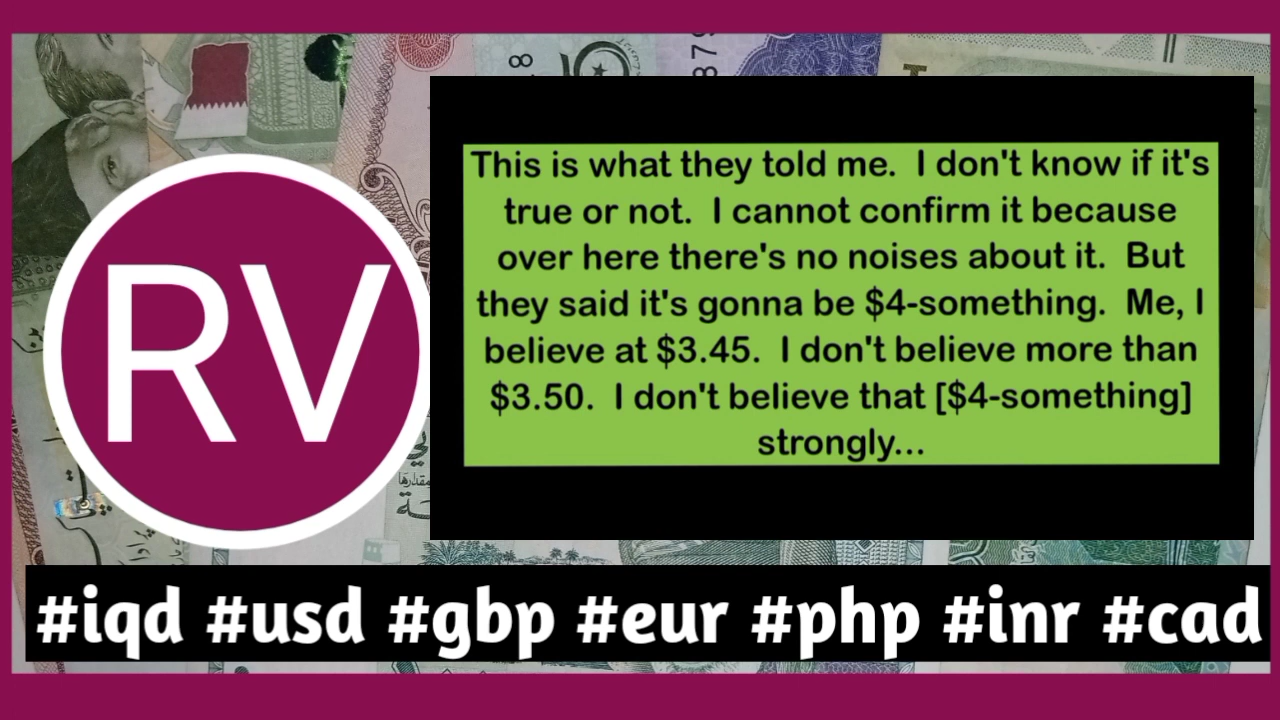 8
879
RV
This is what they told me.  I don't know if it's
true or not.  I cannot confirm it because
over here there's no noises about it.  But
they said it's gonna be $4-something.  Me, I
believe at $3.45.  I don't believe more than
$3.50.  I don't believe that [$4-something]
strongly...
#iqd #usd #gbp #eur #php #inr #cad